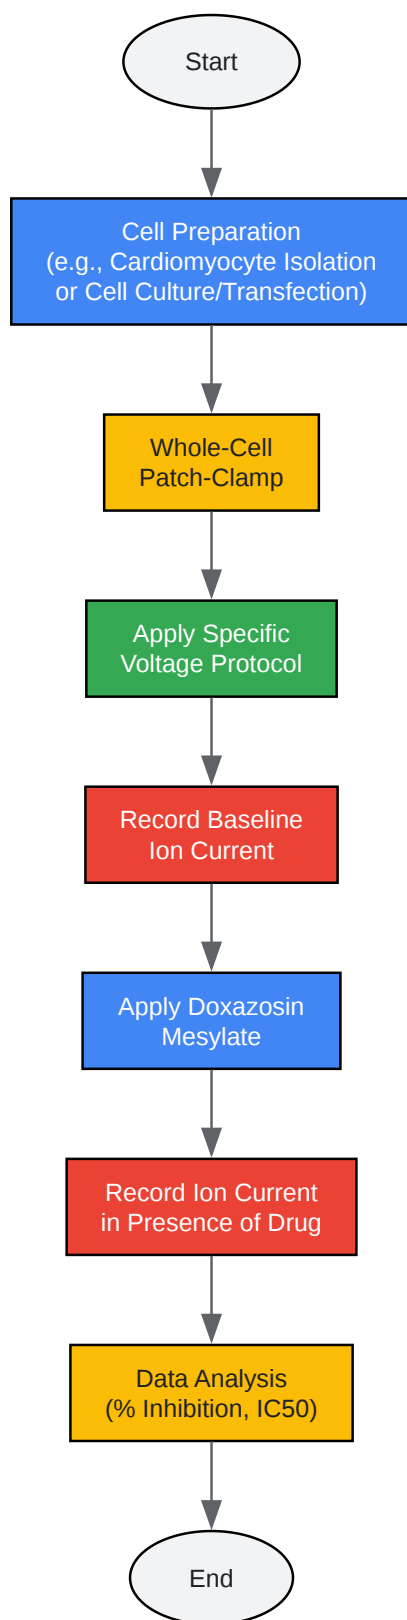 Start
Cell Preparation
(e.g., Cardiomyocyte Isolation
or Cell Culture/Transfection)
Whole-Cell
Patch-Clamp
Apply Specific
Voltage Protocol
Record Baseline
Ion Current
Apply Doxazosin
Mesylate
Record Ion Current
in Presence of Drug
Data Analysis
(% Inhibition, IC50)
End